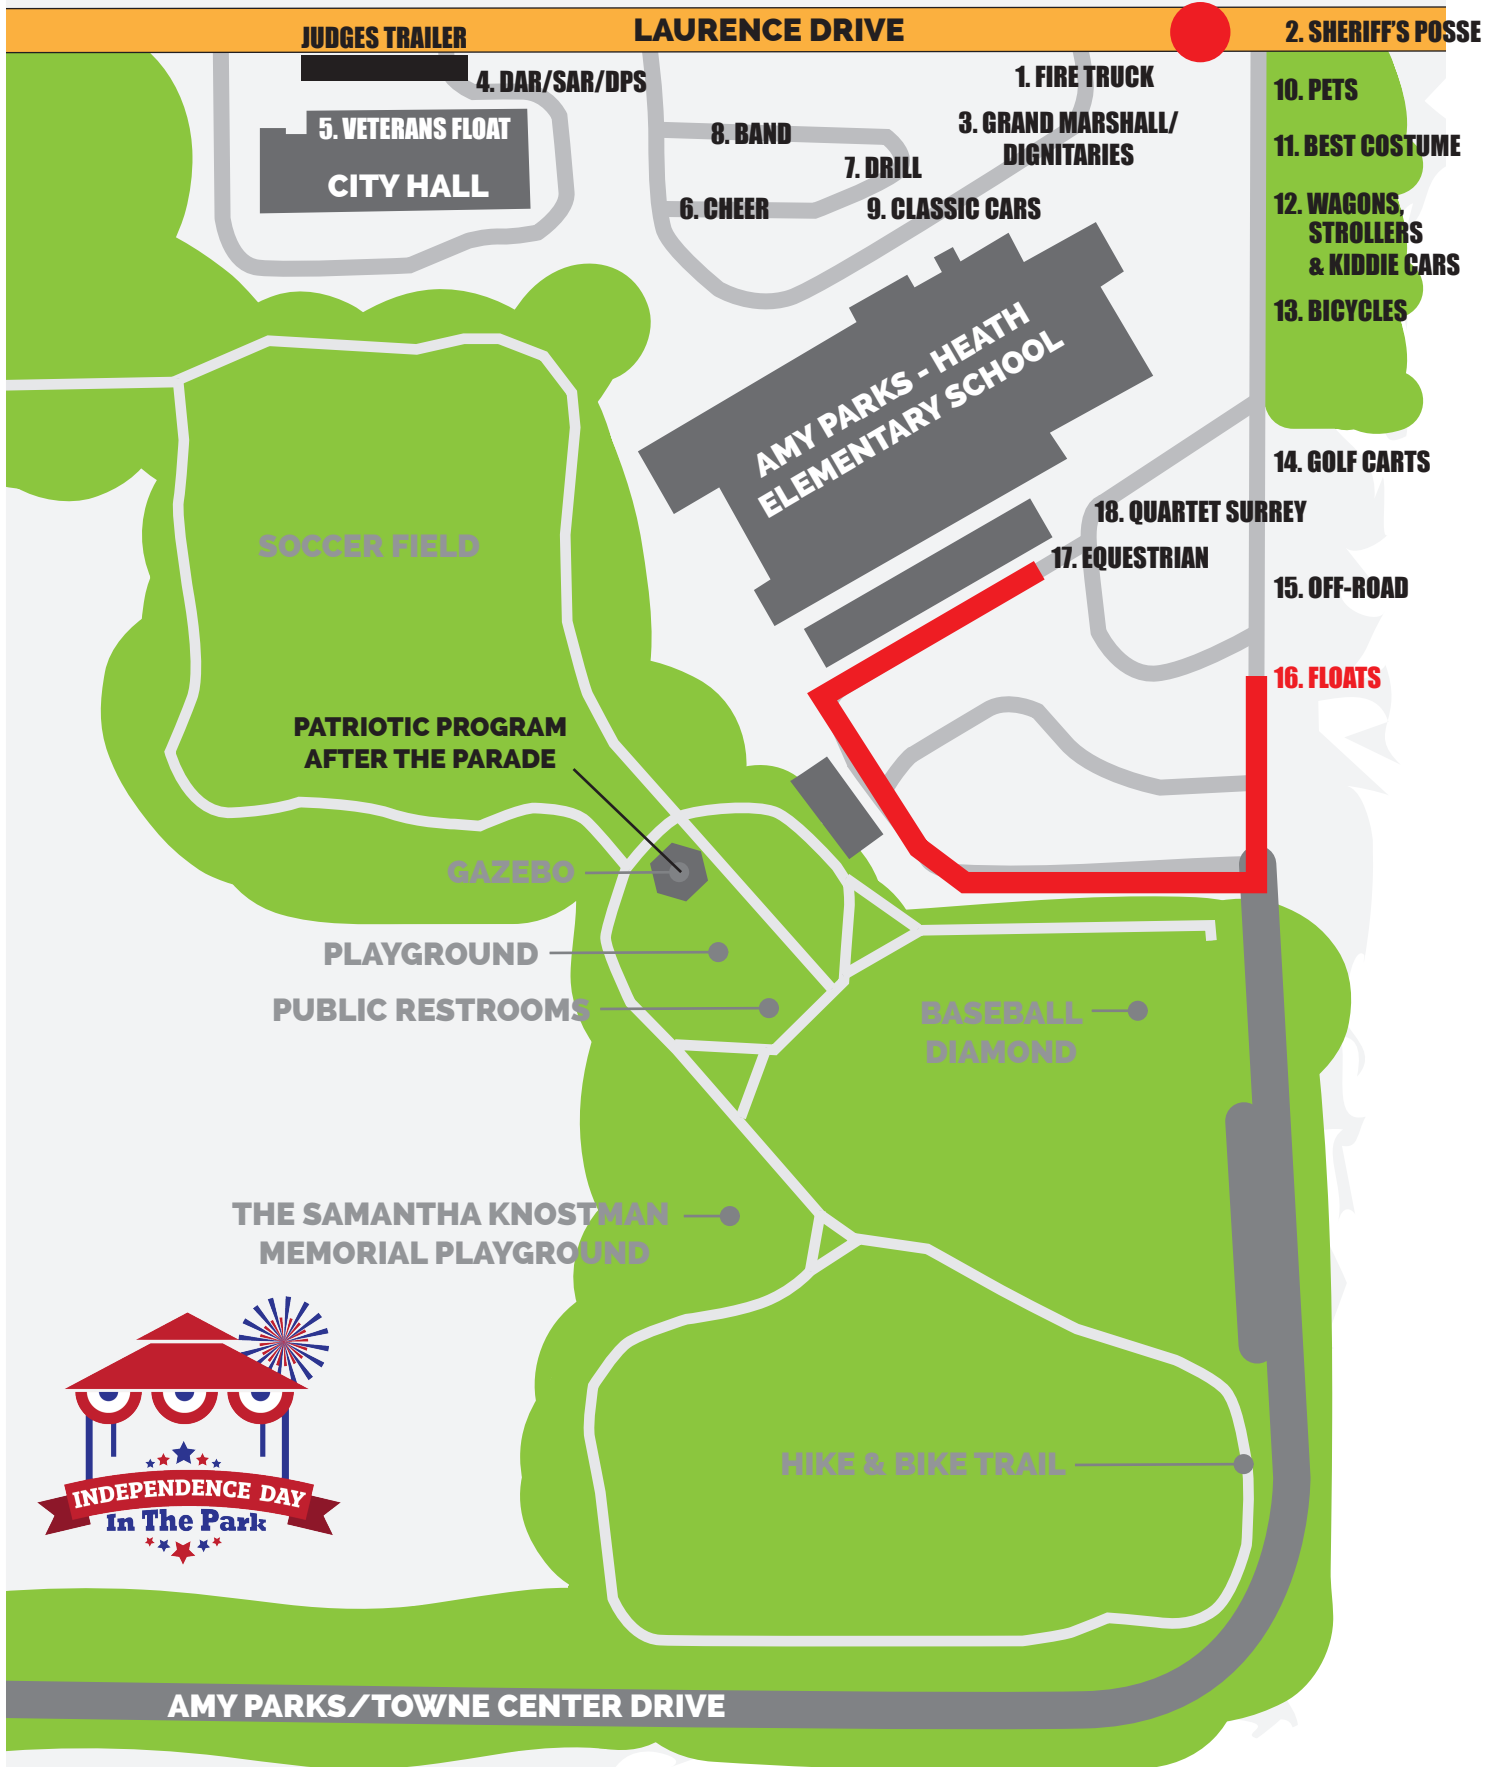 LAURENCE DRIVE
JUDGES TRAILER
2. SHERIFF'S POSSE
4. DAR/SAR/DPS
1. FIRE TRUCK
10. PETS
5. VETERANS FLOAT
8. BAND
3. GRAND MARSHALL/
DIGNITARIES
11. BEST COSTUME
7. DRILL
CITY HALL
6. CHEER
9. CLASSIC CARS
12. WAGONS,
STROLLERS
& KIDDIE CARS
13. BICYCLES
AMY PARKS - HEATH
ELEMENTARY SCHOOL
14. GOLF CARTS
18. QUARTET SURREY
SOCCER FIELD
17. EQUESTRIAN
15. OFF-ROAD
16. FLOATS
PATRIOTIC PROGRAM
AFTER THE PARADE
GAZEBO
PLAYGROUND
PUBLIC RESTROOMS
BASEBALL
DIAMOND
THE SAMANTHA KNOSTMAN
MEMORIAL PLAYGROUND
HIKE & BIKE TRAIL
INDEPENDENCE DAY
In The Park
AMY PARKS/TOWNE CENTER DRIVE